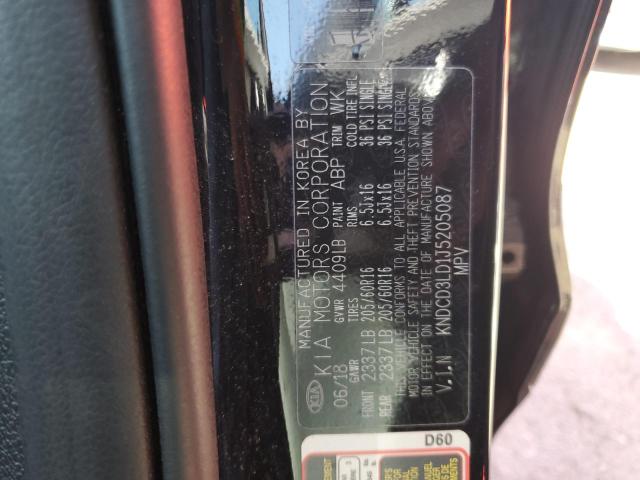 MANUFACTURED IN KOREA BY
KIA MOTORS CORPORATION
06/18 GVWR 4409LB PAINT ABP TRIM WK
GAWR TIRES RIMS COLD TIRE INFL
FRONT 2337LB 205/60R16 6.5Jx16 36 PSI SINGLE
REAR 2337LB 205/60R16 6.5Jx16 36 PSI SINGLE
THIS VEHICLE CONFORMS TO ALL APPLICABLE U.S.A. FEDERAL
MOTOR VEHICLE SAFETY AND THEFT PREVENTION STANDARDS
IN EFFECT ON THE DATE OF MANUFACTURE SHOWN ABOVE.
V.I.N KNDCD3LD1J5205087
MPV
KIA
D60